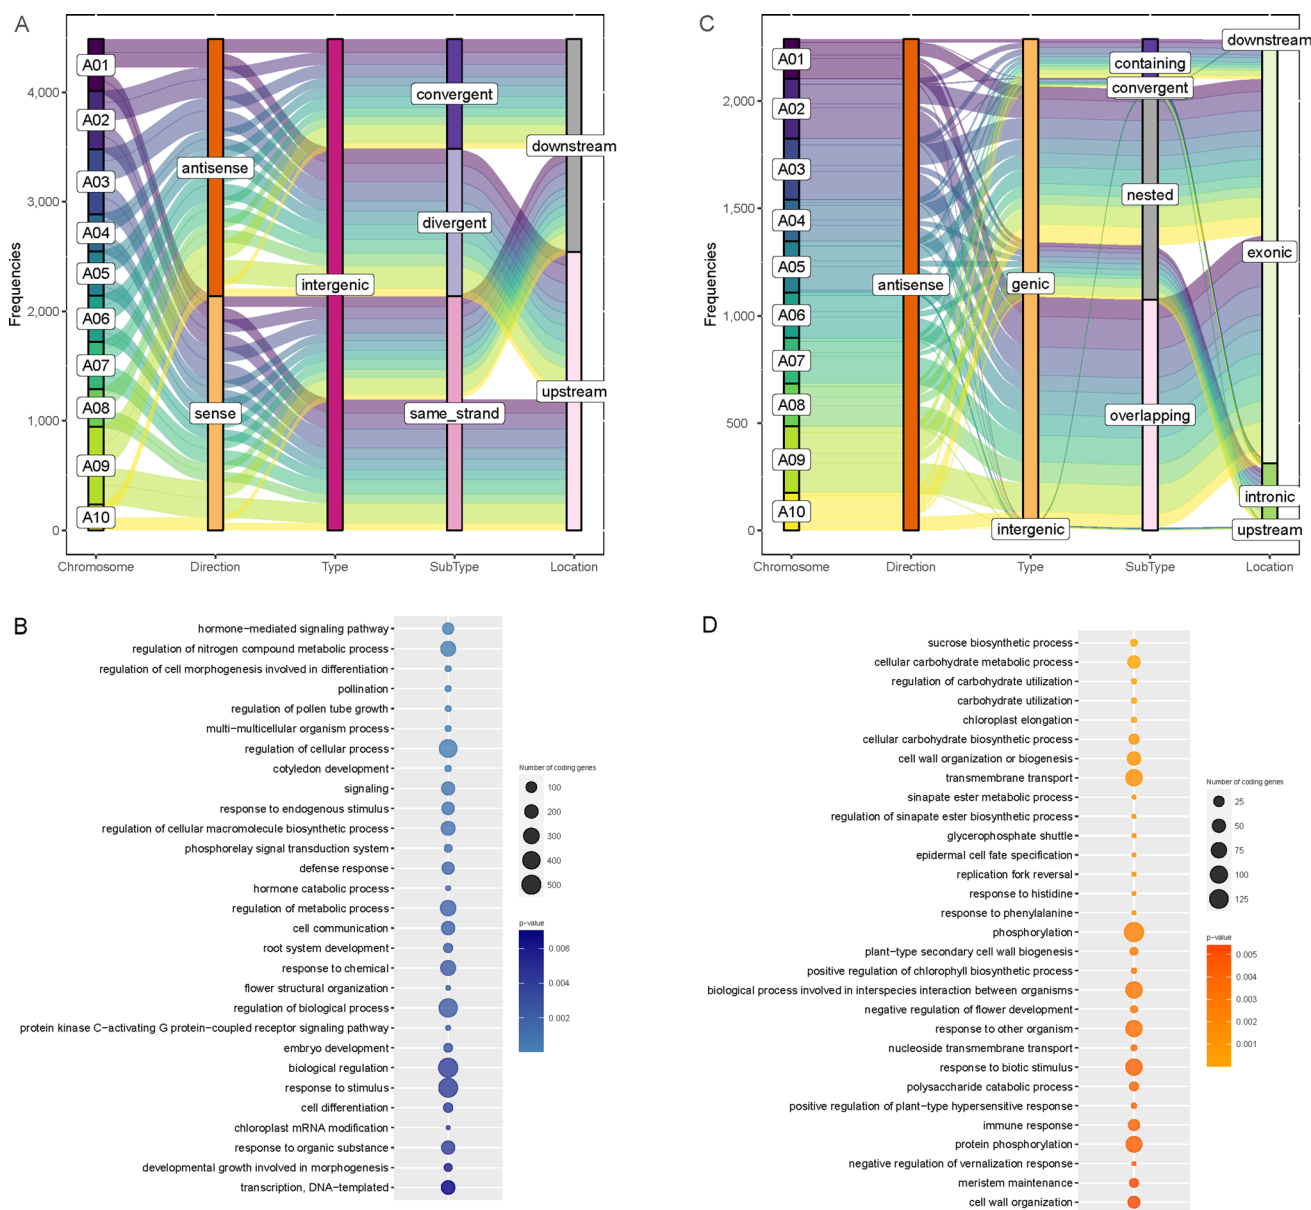 A
Frequencies
4,000
3,000
2,000
1,000
0
A01
A02
A03
A04
A05
A06
A07
A08
A09
A10
antisense
sense
intergenic
convergent
divergent
same_strand
downstream
upstream
Chromosome
Direction
Type
SubType
Location
C
Frequencies
2,000
1,500
1,000
500
0
A01
A02
A03
A04
A05
A06
A07
A08
A09
A10
antisense
genic
intergenic
containing
convergent
nested
overlapping
downstream
exonic
intronic
upstream
Chromosome
Direction
Type
SubType
Location
B
hormone-mediated signaling pathway
regulation of nitrogen compound metabolic process
regulation of cell morphogenesis involved in differentiation
pollination
regulation of pollen tube growth
multi-multicellular organism process
regulation of cellular process
cotyledon development
signaling
response to endogenous stimulus
regulation of cellular macromolecule biosynthetic process
phosphorelay signal transduction system
defense response
hormone catabolic process
regulation of metabolic process
cell communication
root system development
response to chemical
flower structural organization
regulation of biological process
protein kinase C-activating G protein-coupled receptor signaling pathway
embryo development
biological regulation
response to stimulus
cell differentiation
chloroplast mRNA modification
response to organic substance
developmental growth involved in morphogenesis
transcription, DNA-templated
Number of coding genes
100
200
300
400
500
p-value
0.006
0.004
0.002
D
sucrose biosynthetic process
cellular carbohydrate metabolic process
regulation of carbohydrate utilization
carbohydrate utilization
chloroplast elongation
cellular carbohydrate biosynthetic process
cell wall organization or biogenesis
transmembrane transport
sinapate ester metabolic process
regulation of sinapate ester biosynthetic process
glycerophosphate shuttle
epidermal cell fate specification
replication fork reversal
response to histidine
response to phenylalanine
phosphorylation
plant-type secondary cell wall biogenesis
positive regulation of chlorophyll biosynthetic process
biological process involved in interspecies interaction between organisms
negative regulation of flower development
response to other organism
nucleoside transmembrane transport
response to biotic stimulus
polysaccharide catabolic process
positive regulation of plant-type hypersensitive response
immune response
protein phosphorylation
negative regulation of vernalization response
meristem maintenance
cell wall organization
Number of coding genes
25
50
75
100
125
p-value
0.005
0.004
0.003
0.002
0.001